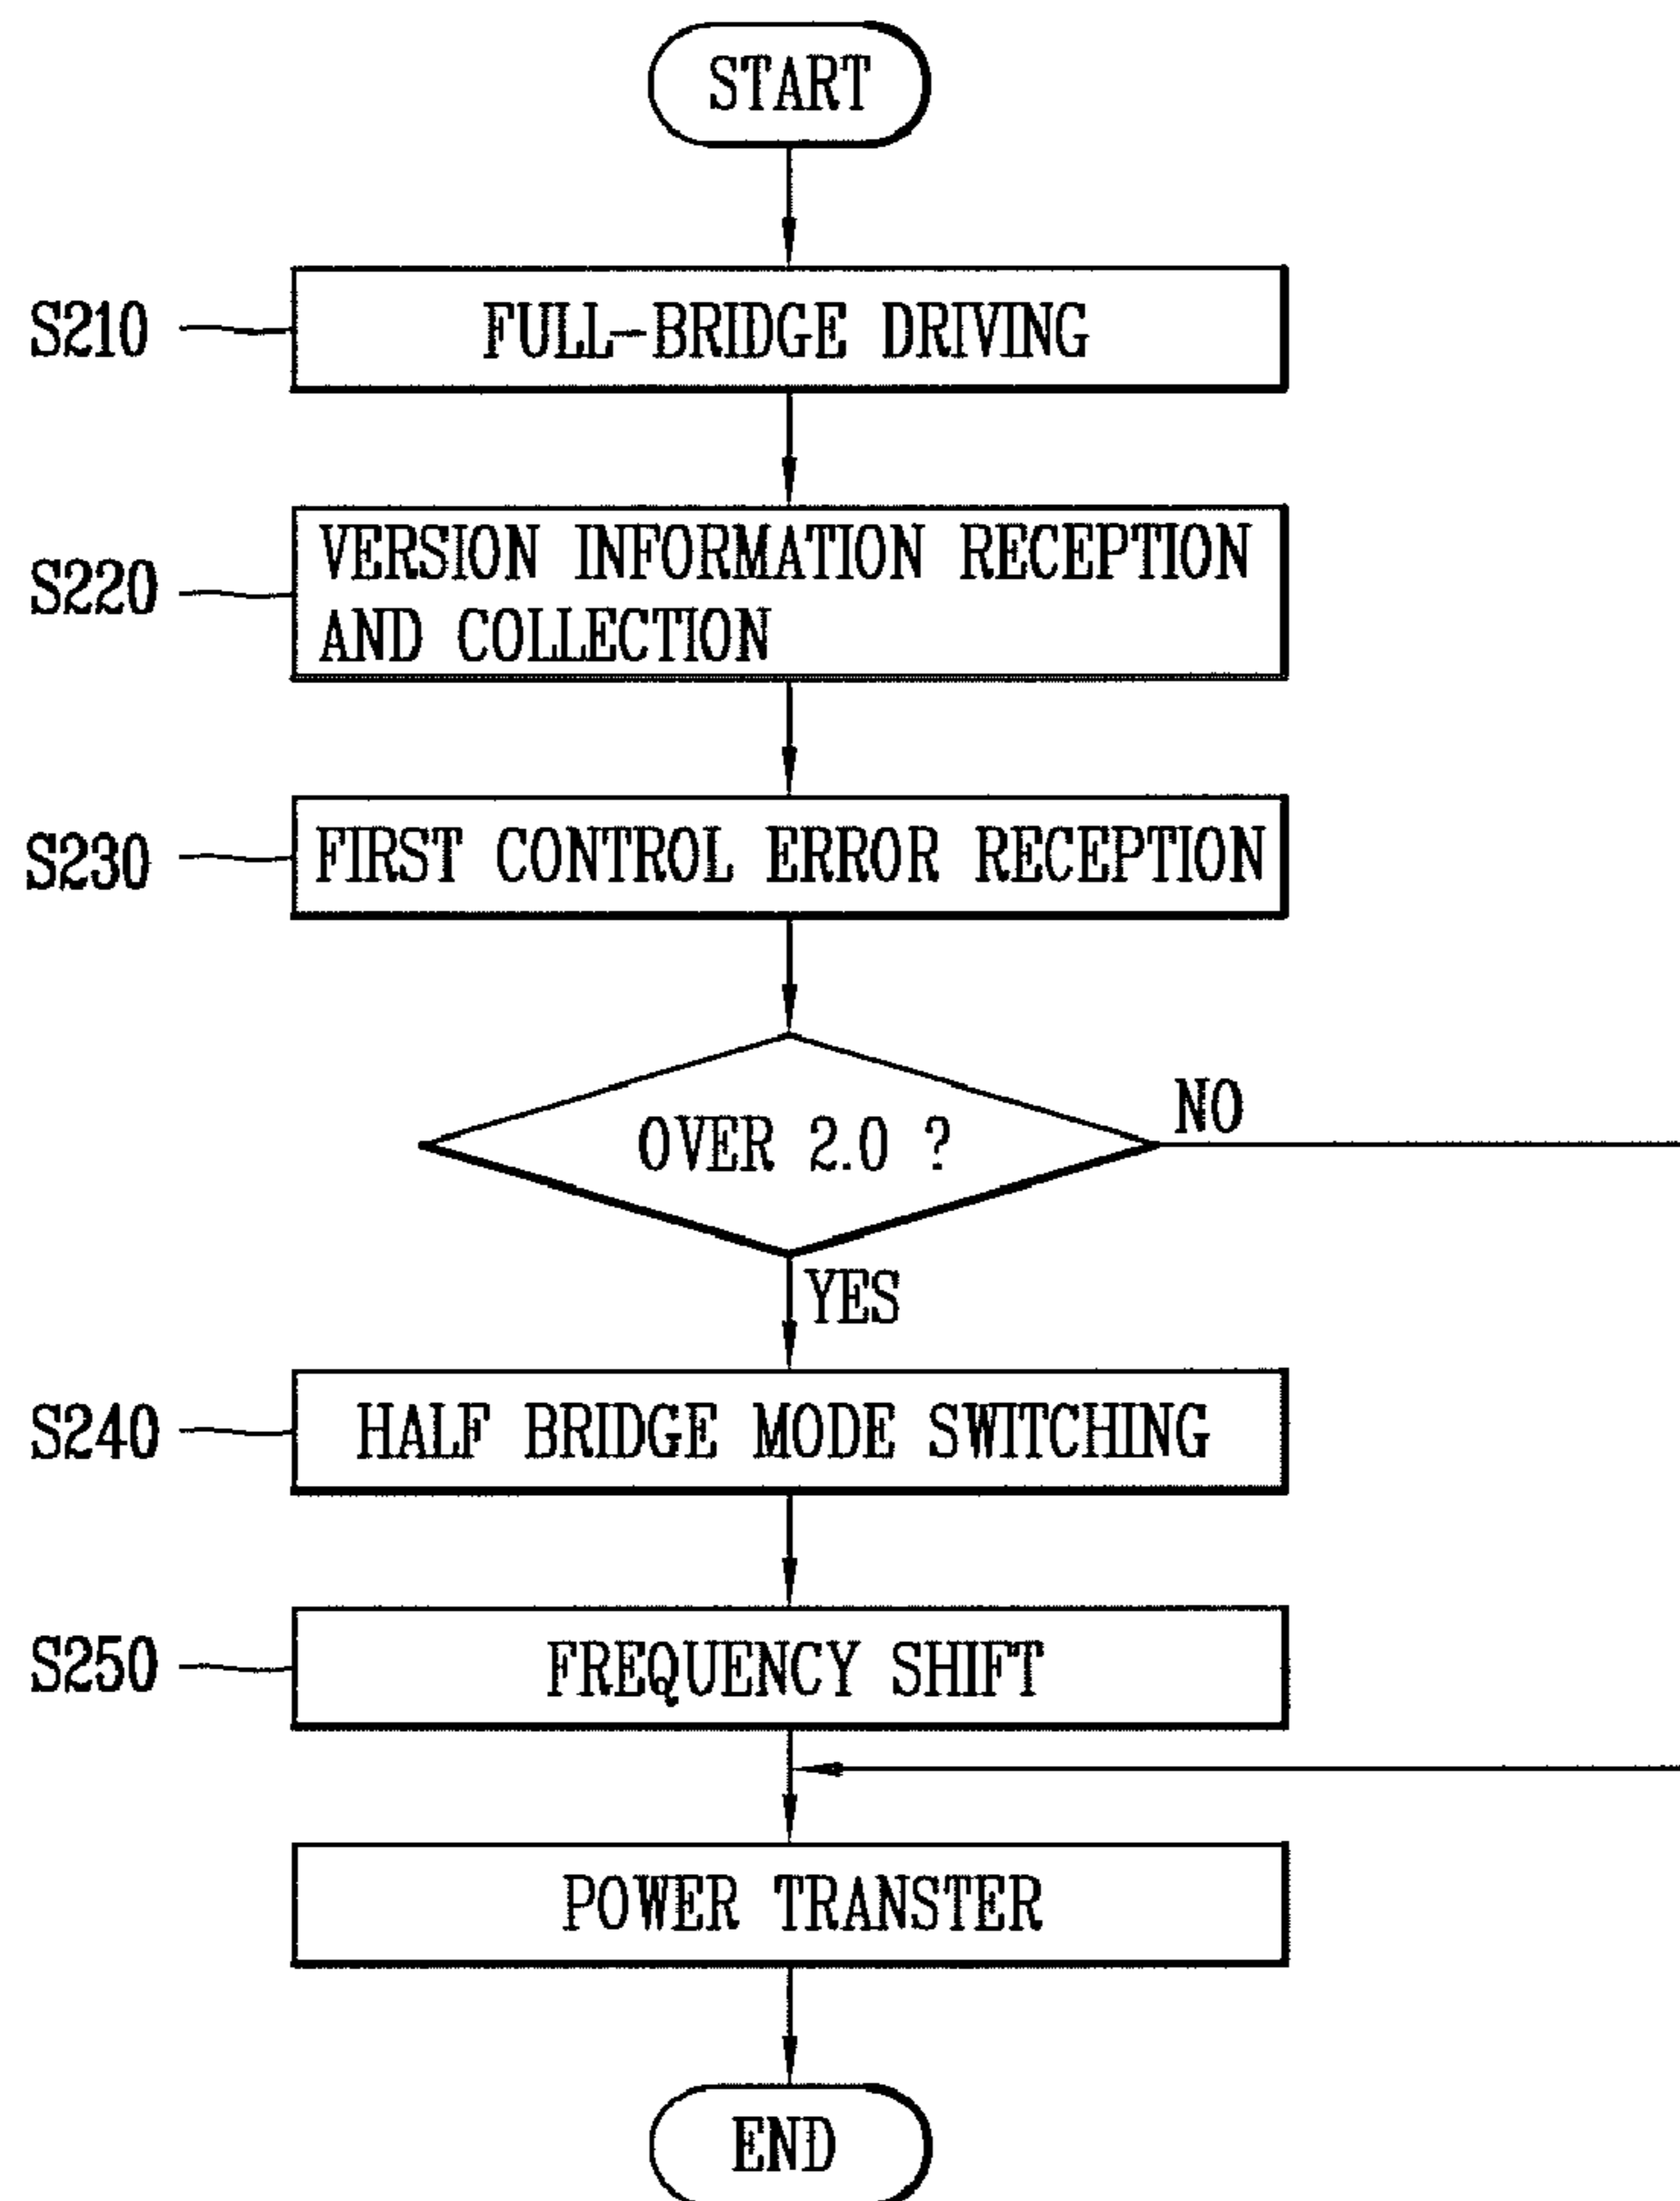 START
S210
FULL-BRIDGE DRIVING
S220
VERSION INFORMATION RECEPTION
AND COLLECTION
S230
FIRST CONTROL ERROR RECEPTION
OVER 2.0 ?
NO
YES
S240
HALF BRIDGE MODE SWITCHING
S250
FREQUENCY SHIFT
POWER TRANSTER
END